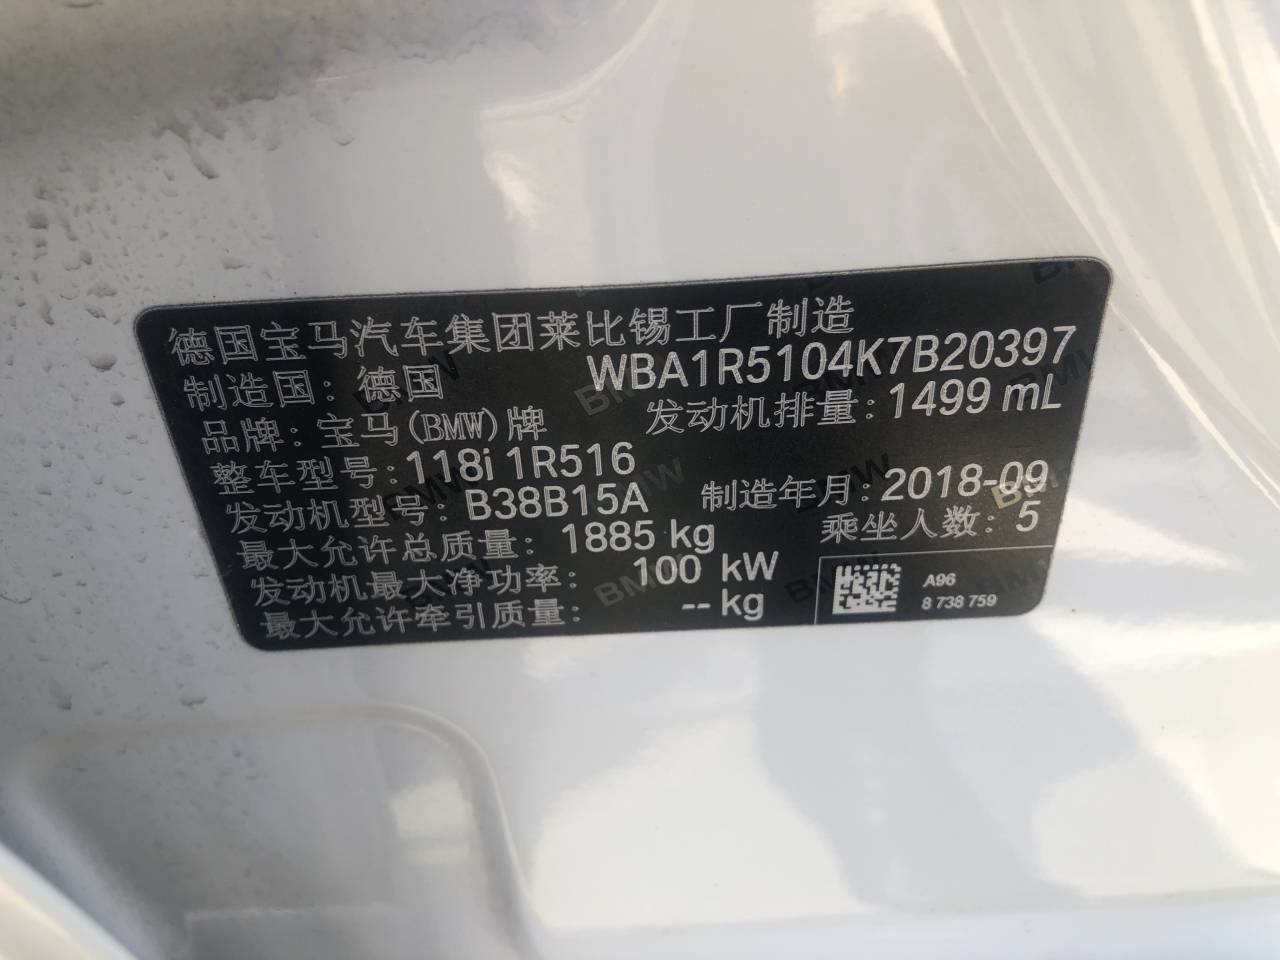 德国宝马汽车集团莱比锡工厂制造
制造国: 德国 WBA1R5104K7B20397
品牌: 宝马(BMW)牌 发动机排量: 1499 mL
整车型号: 118i 1R516
发动机型号: B38B15A 制造年月: 2018-09
最大允许总质量: 1885 kg 乘坐人数: 5
发动机最大净功率: 100 kW A96
最大允许牵引质量: -- kg 8 738 759